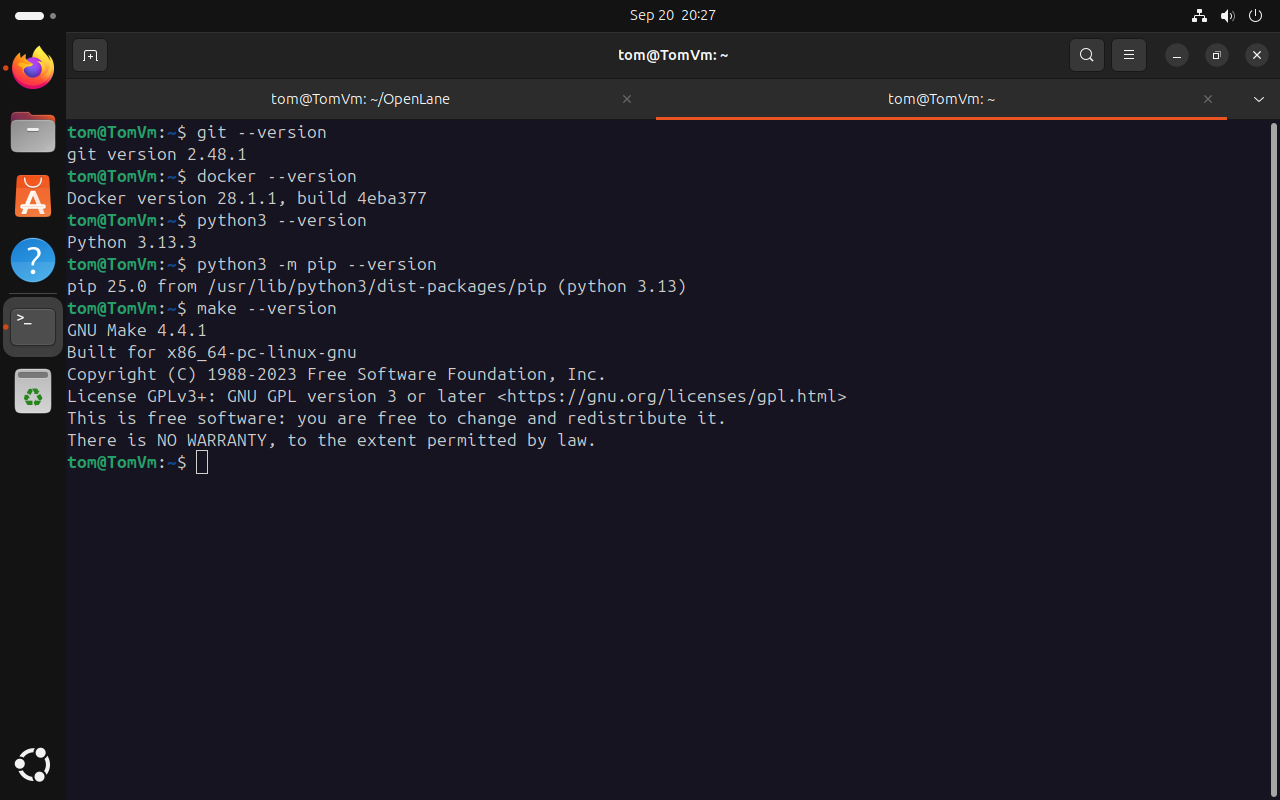 Sep 20 20:27
tom@TomVm: ~
tom@TomVm: ~/OpenLane
tom@TomVm: ~
tom@TomVm:~$ git --version
git version 2.48.1
tom@TomVm:~$ docker --version
Docker version 28.1.1, build 4eba377
tom@TomVm:~$ python3 --version
Python 3.13.3
tom@TomVm:~$ python3 -m pip --version
pip 25.0 from /usr/lib/python3/dist-packages/pip (python 3.13)
tom@TomVm:~$ make --version
GNU Make 4.4.1
Built for x86_64-pc-linux-gnu
Copyright (C) 1988-2023 Free Software Foundation, Inc.
License GPLv3+: GNU GPL version 3 or later <https://gnu.org/licenses/gpl.html>
This is free software: you are free to change and redistribute it.
There is NO WARRANTY, to the extent permitted by law.
tom@TomVm:~$